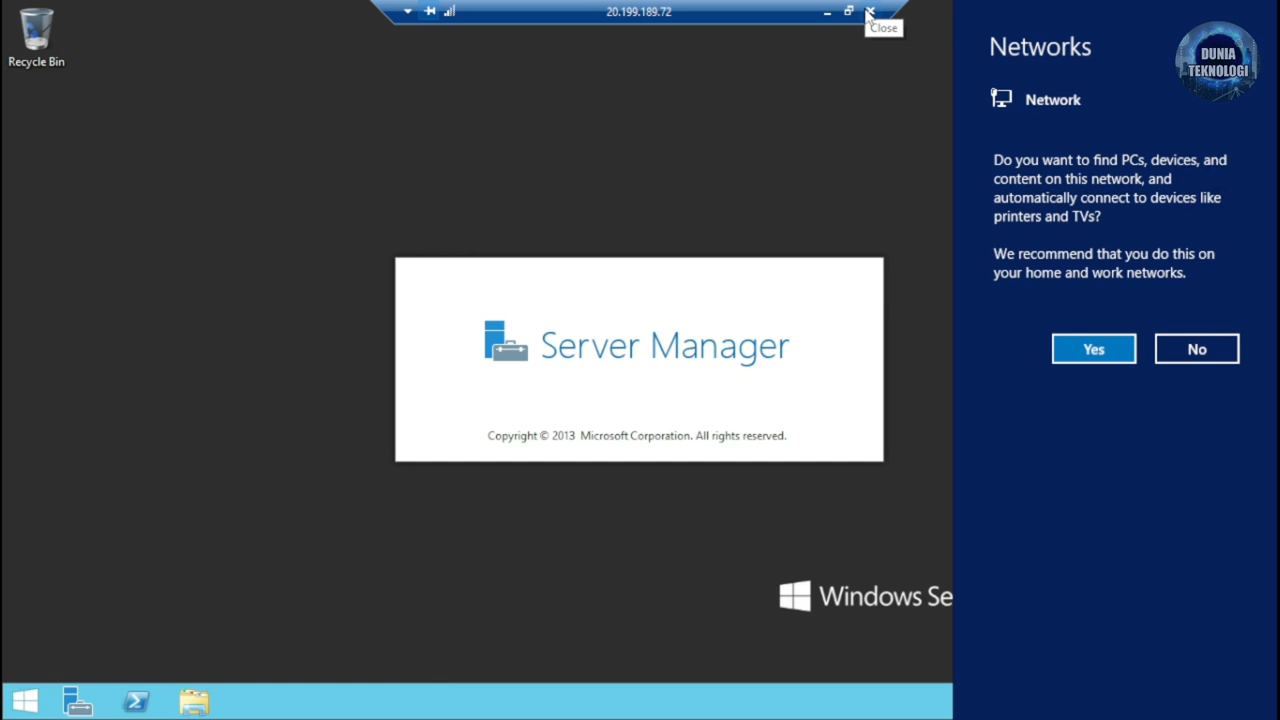 20.199.189.72
Close
Recycle Bin
Networks
DUNIA
TEKNOLOGI
Network
Do you want to find PCs, devices, and
content on this network, and
automatically connect to devices like
printers and TVs?
We recommend that you do this on
your home and work networks.
Yes
No
Server Manager
Copyright © 2013 Microsoft Corporation. All rights reserved.
Windows Se